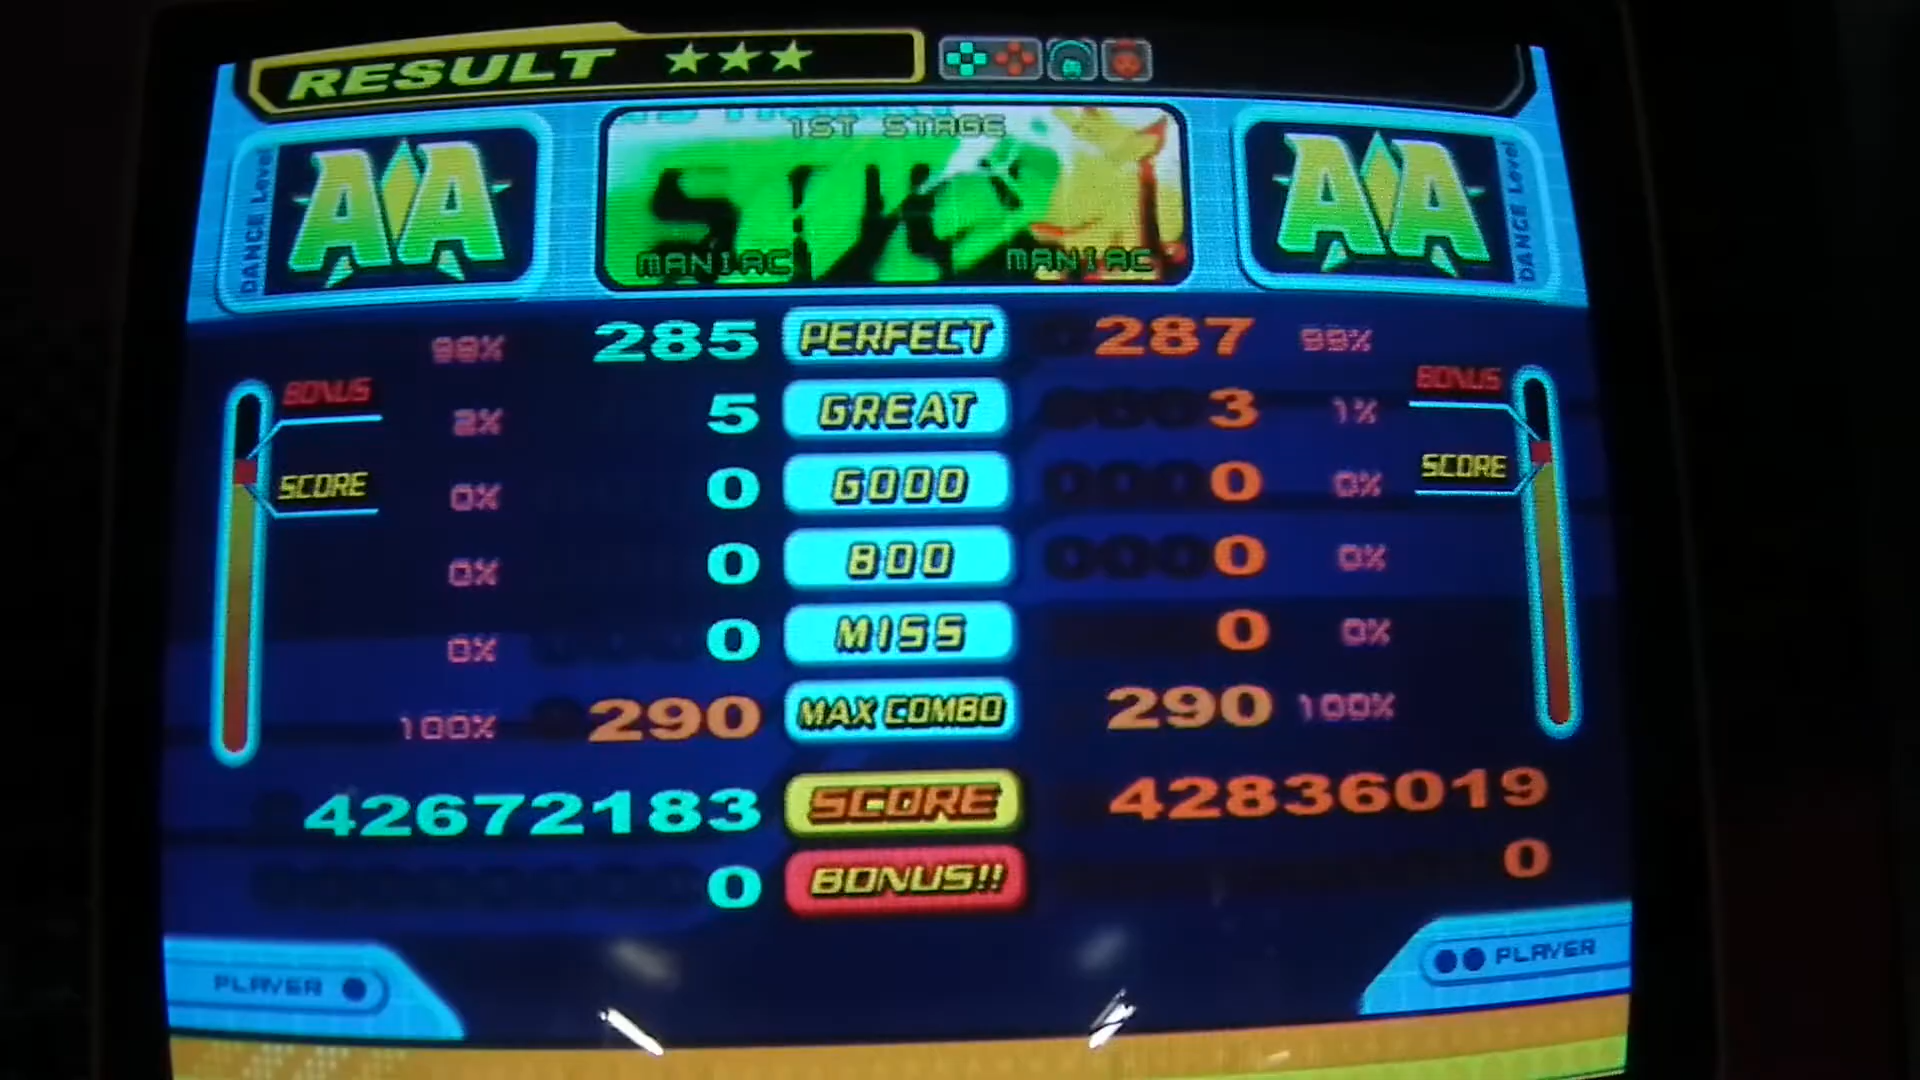 RESULT ★★★
DANCE Level
AA
1ST STAGE
MANIAC
MANIAC
AA
DANCE Level
98% 285 PERFECT 287 99%
BONUS
BONUS
2% 5 GREAT 3 1%
SCORE
SCORE
0% 0 GOOD 0 0%
0% 0 BOO 0 0%
0% 0 MISS 0 0%
100% 290 MAX COMBO 290 100%
42672183 SCORE 42836019
0 BONUS!! 0
PLAYER
PLAYER